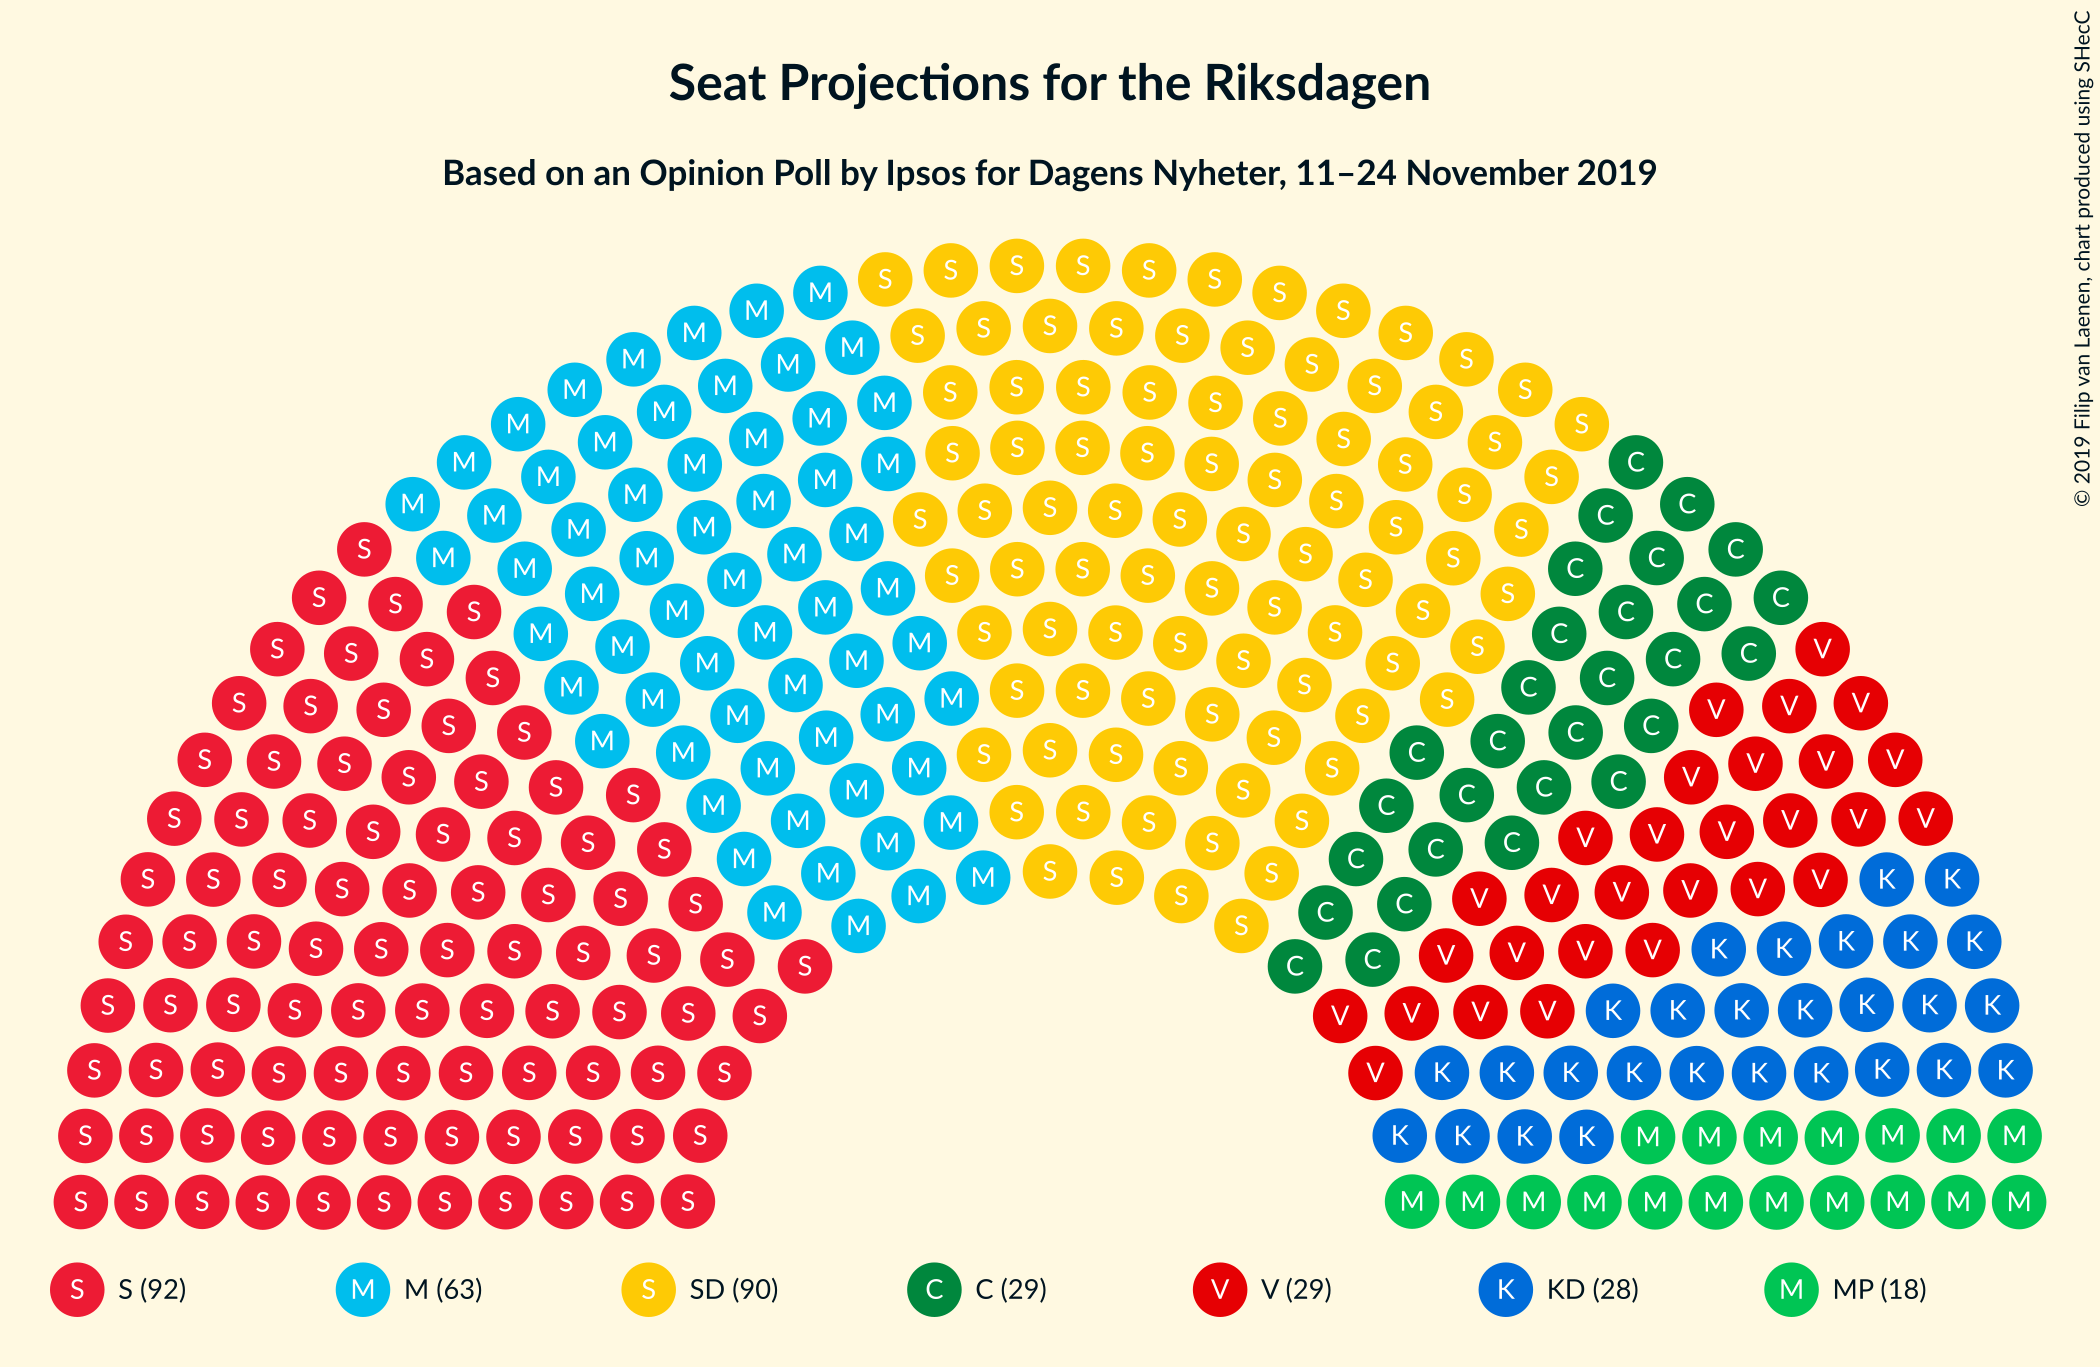 Seat Projections for the Riksdagen
Based on an Opinion Poll by Ipsos for Dagens Nyheter, 11–24 November 2019
© 2019 Filip van Laenen, chart produced using SHecC
S S (92) M M (63) S SD (90) C C (29) V V (29) K KD (28) M MP (18)